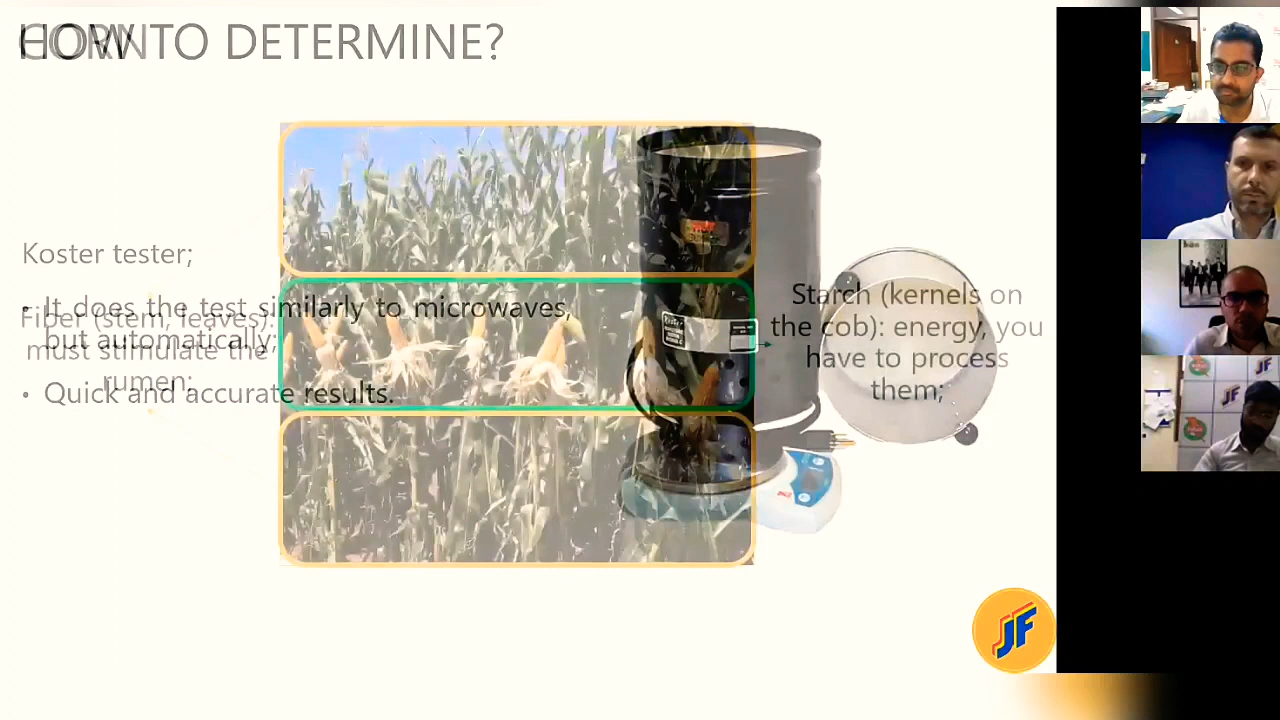 HOW TO DETERMINE?
CORN
Koster tester;
• It does the test similarly to microwaves,
but automatically;
• Quick and accurate results.
Fiber (stem, leaves):
must stimulate the
rumen;
Starch (kernels on
the cob): energy, you
have to process
them;
JF